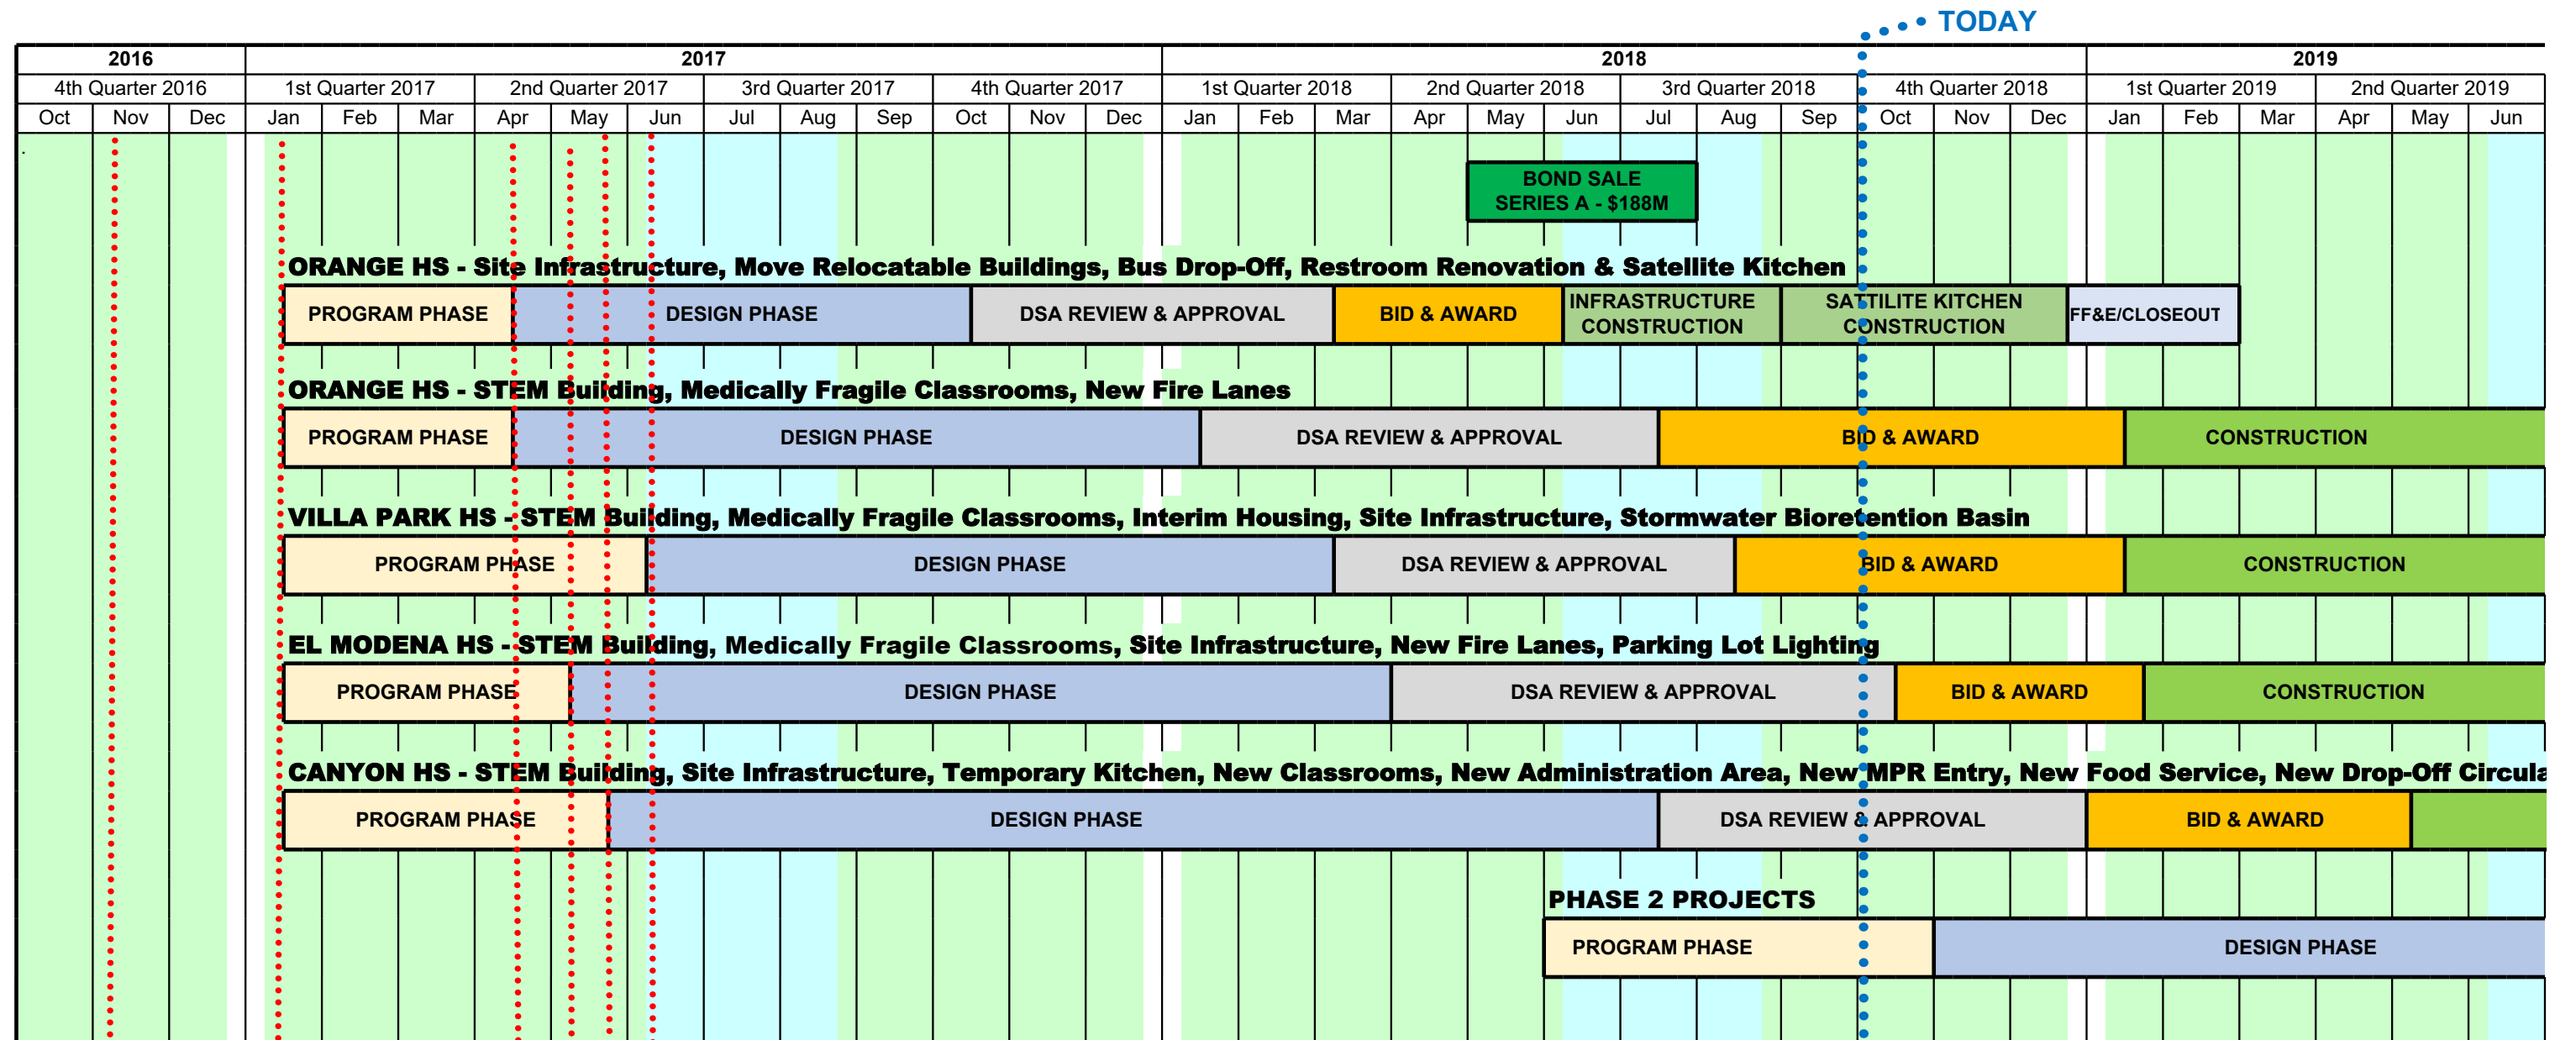 TODAY
2016 2017 2018 2019
4th Quarter 2016 1st Quarter 2017 2nd Quarter 2017 3rd Quarter 2017 4th Quarter 2017 1st Quarter 2018 2nd Quarter 2018 3rd Quarter 2018 4th Quarter 2018 1st Quarter 2019 2nd Quarter 2019
Oct Nov Dec Jan Feb Mar Apr May Jun Jul Aug Sep Oct Nov Dec Jan Feb Mar Apr May Jun Jul Aug Sep Oct Nov Dec Jan Feb Mar Apr May Jun
BOND SALE
SERIES A - $188M
ORANGE HS - Site Infrastructure, Move Relocatable Buildings, Bus Drop-Off, Restroom Renovation & Satellite Kitchen
PROGRAM PHASE
DESIGN PHASE
DSA REVIEW & APPROVAL
BID & AWARD
INFRASTRUCTURE
CONSTRUCTION
SATTILITE KITCHEN
CONSTRUCTION
FF&E/CLOSEOUT
ORANGE HS - STEM Building, Medically Fragile Classrooms, New Fire Lanes
PROGRAM PHASE
DESIGN PHASE
DSA REVIEW & APPROVAL
BID & AWARD
CONSTRUCTION
VILLA PARK HS - STEM Building, Medically Fragile Classrooms, Interim Housing, Site Infrastructure, Stormwater Bioretention Basin
PROGRAM PHASE
DESIGN PHASE
DSA REVIEW & APPROVAL
BID & AWARD
CONSTRUCTION
EL MODENA HS - STEM Building, Medically Fragile Classrooms, Site Infrastructure, New Fire Lanes, Parking Lot Lighting
PROGRAM PHASE
DESIGN PHASE
DSA REVIEW & APPROVAL
BID & AWARD
CONSTRUCTION
CANYON HS - STEM Building, Site Infrastructure, Temporary Kitchen, New Classrooms, New Administration Area, New MPR Entry, New Food Service, New Drop-Off Circula
PROGRAM PHASE
DESIGN PHASE
DSA REVIEW & APPROVAL
BID & AWARD
PHASE 2 PROJECTS
PROGRAM PHASE
DESIGN PHASE